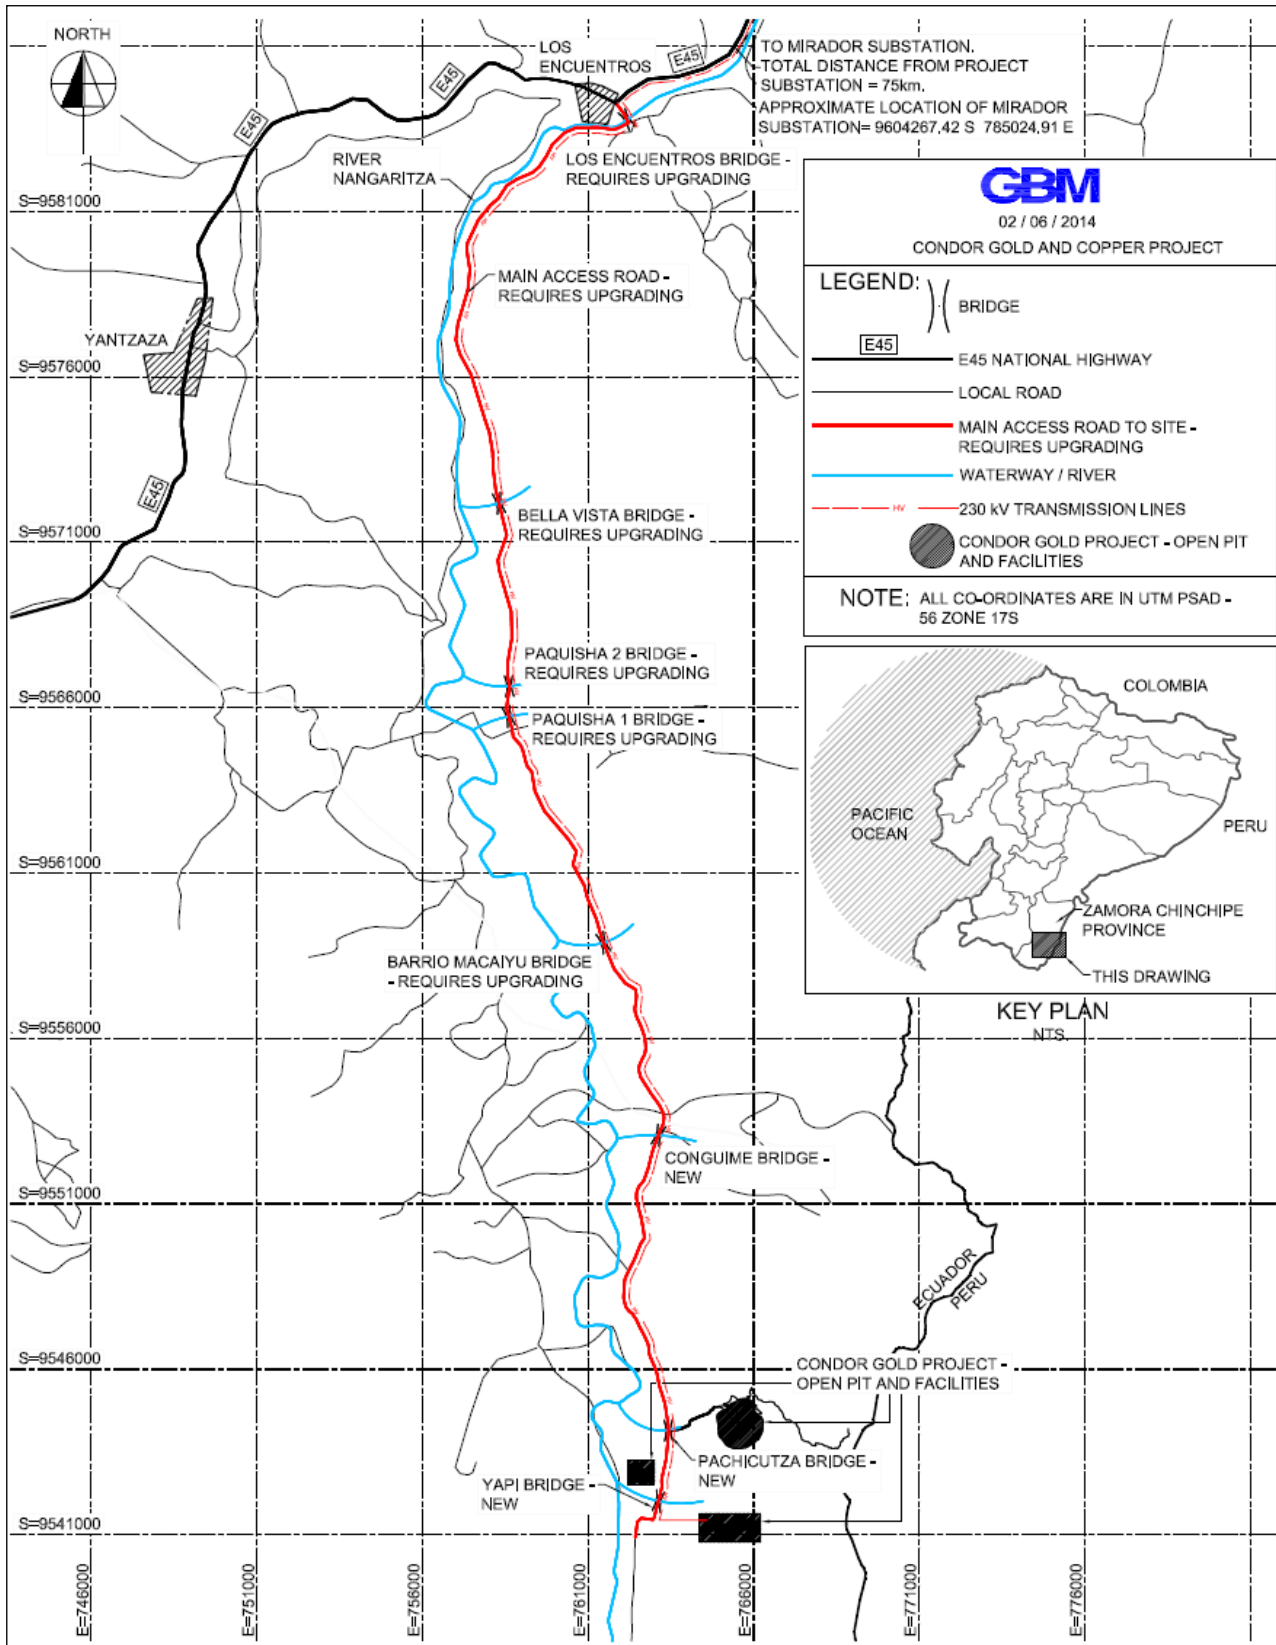 NORTH
LOS
ENCUENTROS
E45
TO MIRADOR SUBSTATION.
TOTAL DISTANCE FROM PROJECT
SUBSTATION = 75km.
APPROXIMATE LOCATION OF MIRADOR
SUBSTATION= 9604267,42 S 785024,91 E
E45
RIVER
NANGARITZA
LOS ENCUENTROS BRIDGE -
REQUIRES UPGRADING
GBM
02 / 06 / 2014
CONDOR GOLD AND COPPER PROJECT
S=9581000
MAIN ACCESS ROAD -
REQUIRES UPGRADING
LEGEND:
BRIDGE
E45
E45 NATIONAL HIGHWAY
LOCAL ROAD
MAIN ACCESS ROAD TO SITE -
REQUIRES UPGRADING
WATERWAY / RIVER
HV
230 kV TRANSMISSION LINES
CONDOR GOLD PROJECT - OPEN PIT
AND FACILITIES
NOTE: ALL CO-ORDINATES ARE IN UTM PSAD -
56 ZONE 17S
YANTZAZA
S=9576000
E45
BELLA VISTA BRIDGE -
REQUIRES UPGRADING
S=9571000
PAQUISHA 2 BRIDGE -
REQUIRES UPGRADING
S=9566000
PAQUISHA 1 BRIDGE -
REQUIRES UPGRADING
COLOMBIA
PACIFIC
OCEAN
PERU
ZAMORA CHINCHIPE
PROVINCE
THIS DRAWING
KEY PLAN
NTS.
S=9561000
BARRIO MACAIYU BRIDGE
- REQUIRES UPGRADING
S=9556000
CONGUIME BRIDGE -
NEW
S=9551000
ECUADOR
PERU
S=9546000
CONDOR GOLD PROJECT -
OPEN PIT AND FACILITIES
PACHICUTZA BRIDGE -
NEW
YAPI BRIDGE -
NEW
S=9541000
E=746000
E=751000
E=756000
E=761000
E=766000
E=771000
E=776000